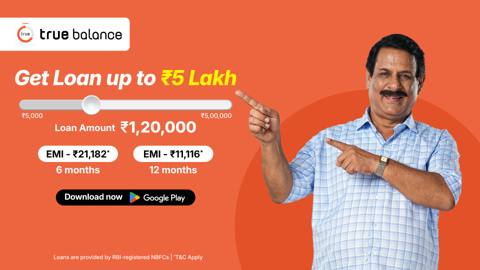 true balance
Get Loan up to ₹5 Lakh
₹5,000 ₹5,00,000
Loan Amount ₹1,20,000
EMI - ₹21,182* EMI - ₹11,116*
6 months 12 months
Download now Google Play
Loans are provided by RBI-registered NBFCs | *T&C Apply